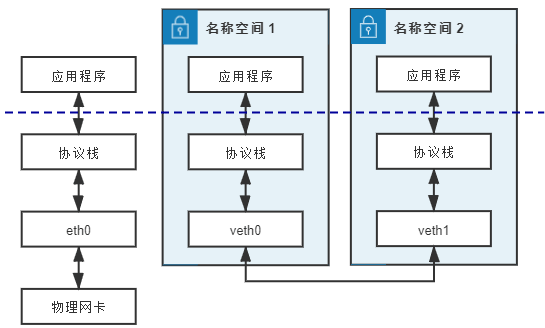 名称空间 1
名称空间 2
应用程序
应用程序
应用程序
协议栈
协议栈
协议栈
eth0
veth0
veth1
物理网卡